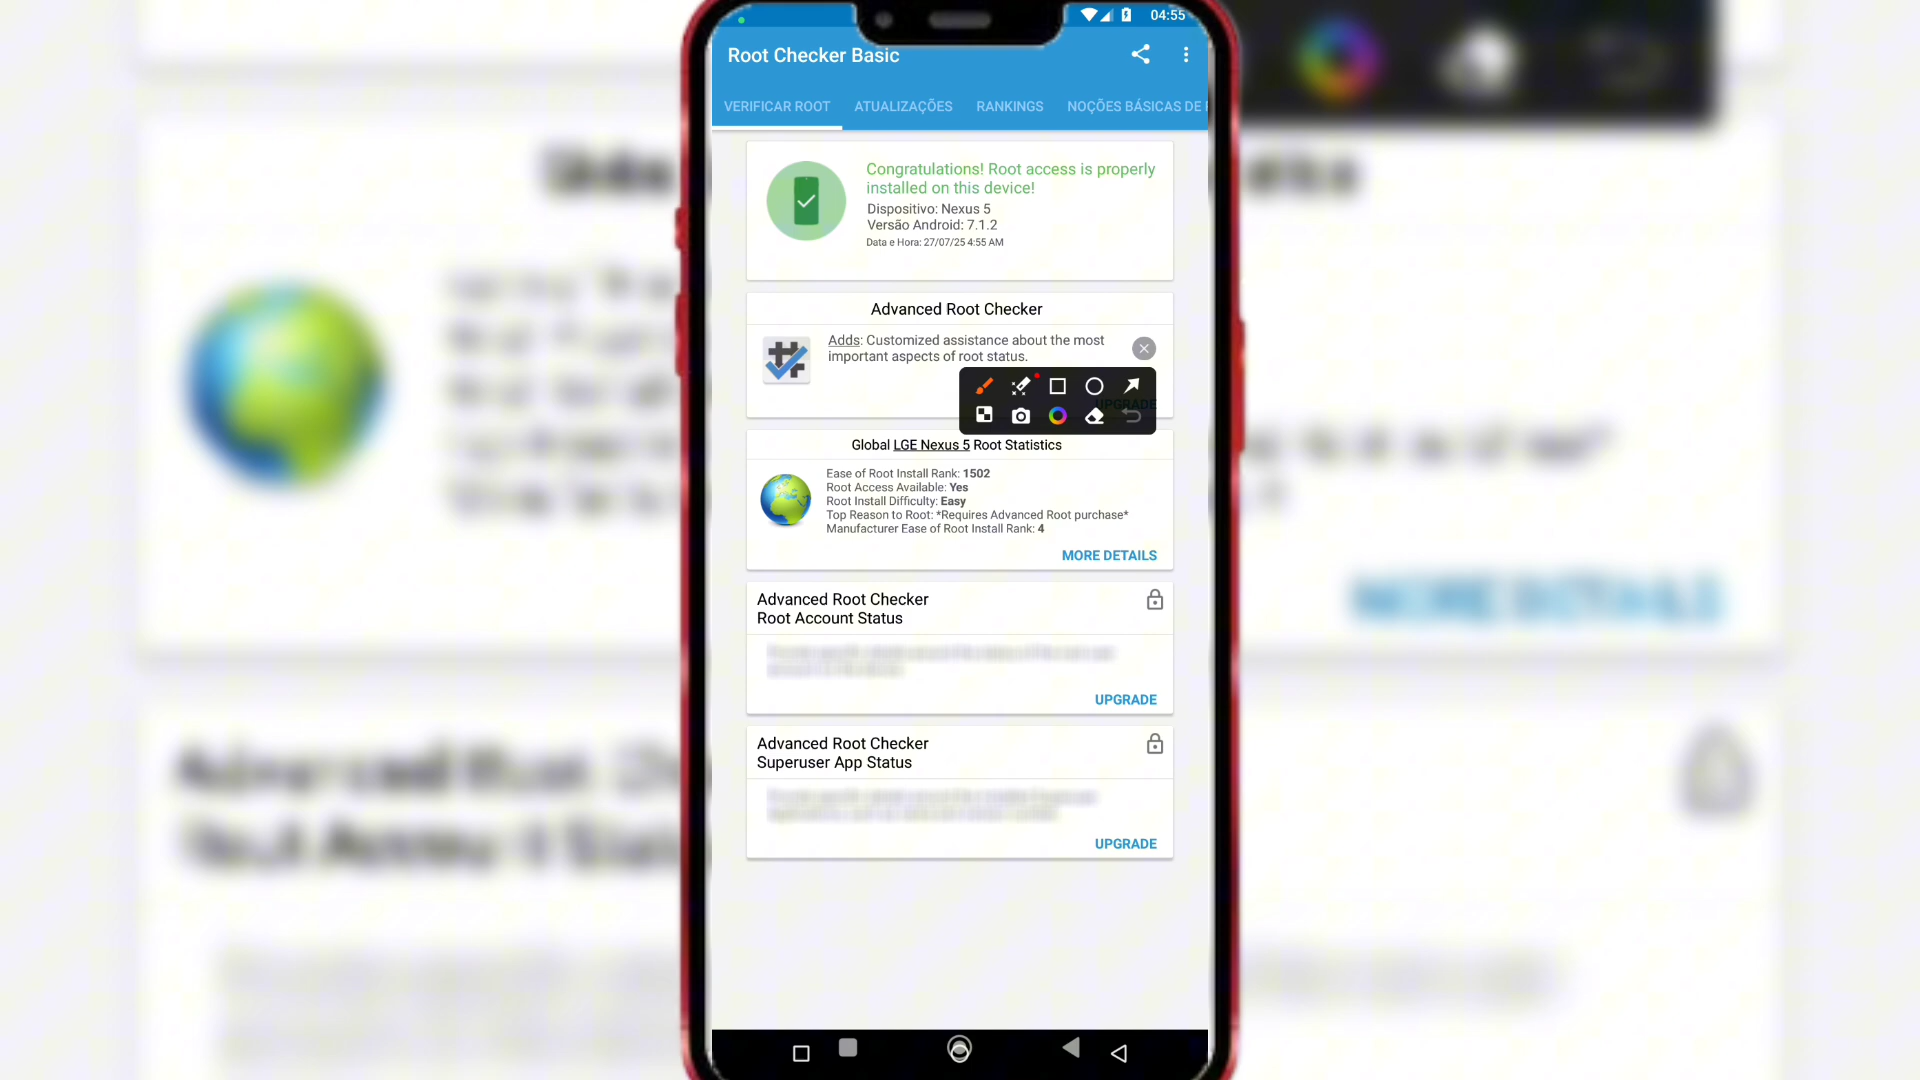 04:55
Root Checker Basic
VERIFICAR ROOT
ATUALIZAÇÕES
RANKINGS
NOÇÕES BÁSICAS DE
Congratulations! Root access is properly
installed on this device!
Dispositivo: Nexus 5
Versão Android: 7.1.2
Data e Hora: 27/07/25 4:55 AM
Advanced Root Checker
Adds: Customized assistance about the most
important aspects of root status.
UPGRADE
Global LGE Nexus 5 Root Statistics
Ease of Root Install Rank: 1502
Root Access Available: Yes
Root Install Difficulty: Easy
Top Reason to Root: *Requires Advanced Root purchase*
Manufacturer Ease of Root Install Rank: 4
MORE DETAILS
Advanced Root Checker
Root Account Status
UPGRADE
Advanced Root Checker
Superuser App Status
UPGRADE
MORE DETAILS